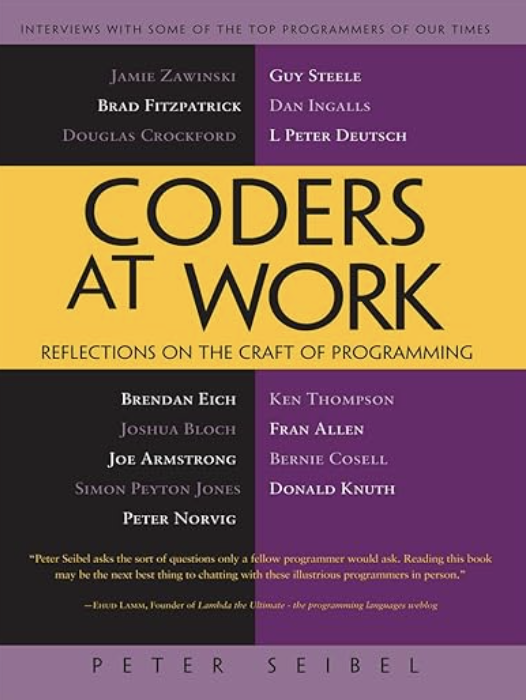 INTERVIEWS WITH SOME OF THE TOP PROGRAMMERS OF OUR TIMES
JAMIE ZAWINSKI
BRAD FITZPATRICK
DOUGLAS CROCKFORD
GUY STEELE
DAN INGALLS
L PETER DEUTSCH
CODERS
AT WORK
REFLECTIONS ON THE CRAFT OF PROGRAMMING
BRENDAN EICH
JOSHUA BLOCH
JOE ARMSTRONG
SIMON PEYTON JONES
PETER NORVIG
KEN THOMPSON
FRAN ALLEN
BERNIE COSELL
DONALD KNUTH
“Peter Seibel asks the sort of questions only a fellow programmer would ask. Reading this book
may be the next best thing to chatting with these illustrious programmers in person.”
—EHUD LAMM, Founder of Lambda the Ultimate - the programming languages weblog
PETER SEIBEL